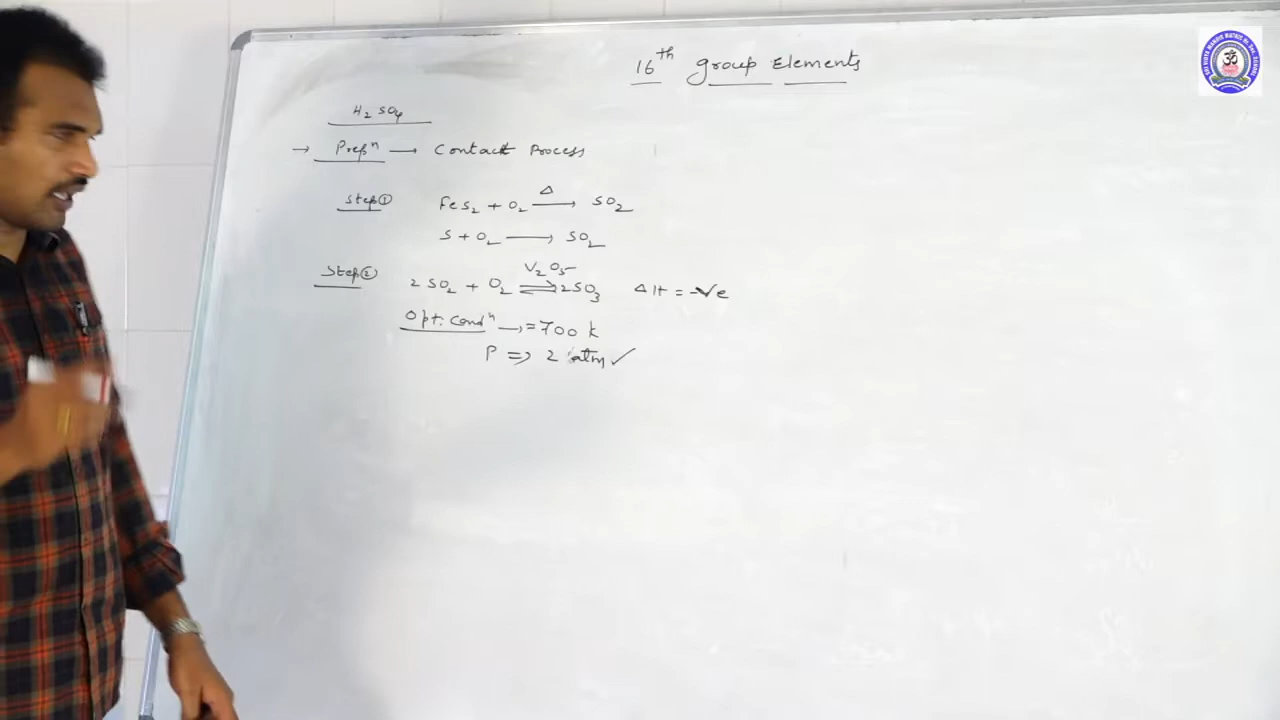 16th group Elements
H2SO4
→ Prepn → Contact Process
Step① FeS2 + O2 —Δ→ SO2
S + O2 → SO2
Step② 2SO2 + O2 ⇌ 2SO3 ΔH = -Ve
V2O5
Opt. Condn → = 700 k
P => 2 atm ✓